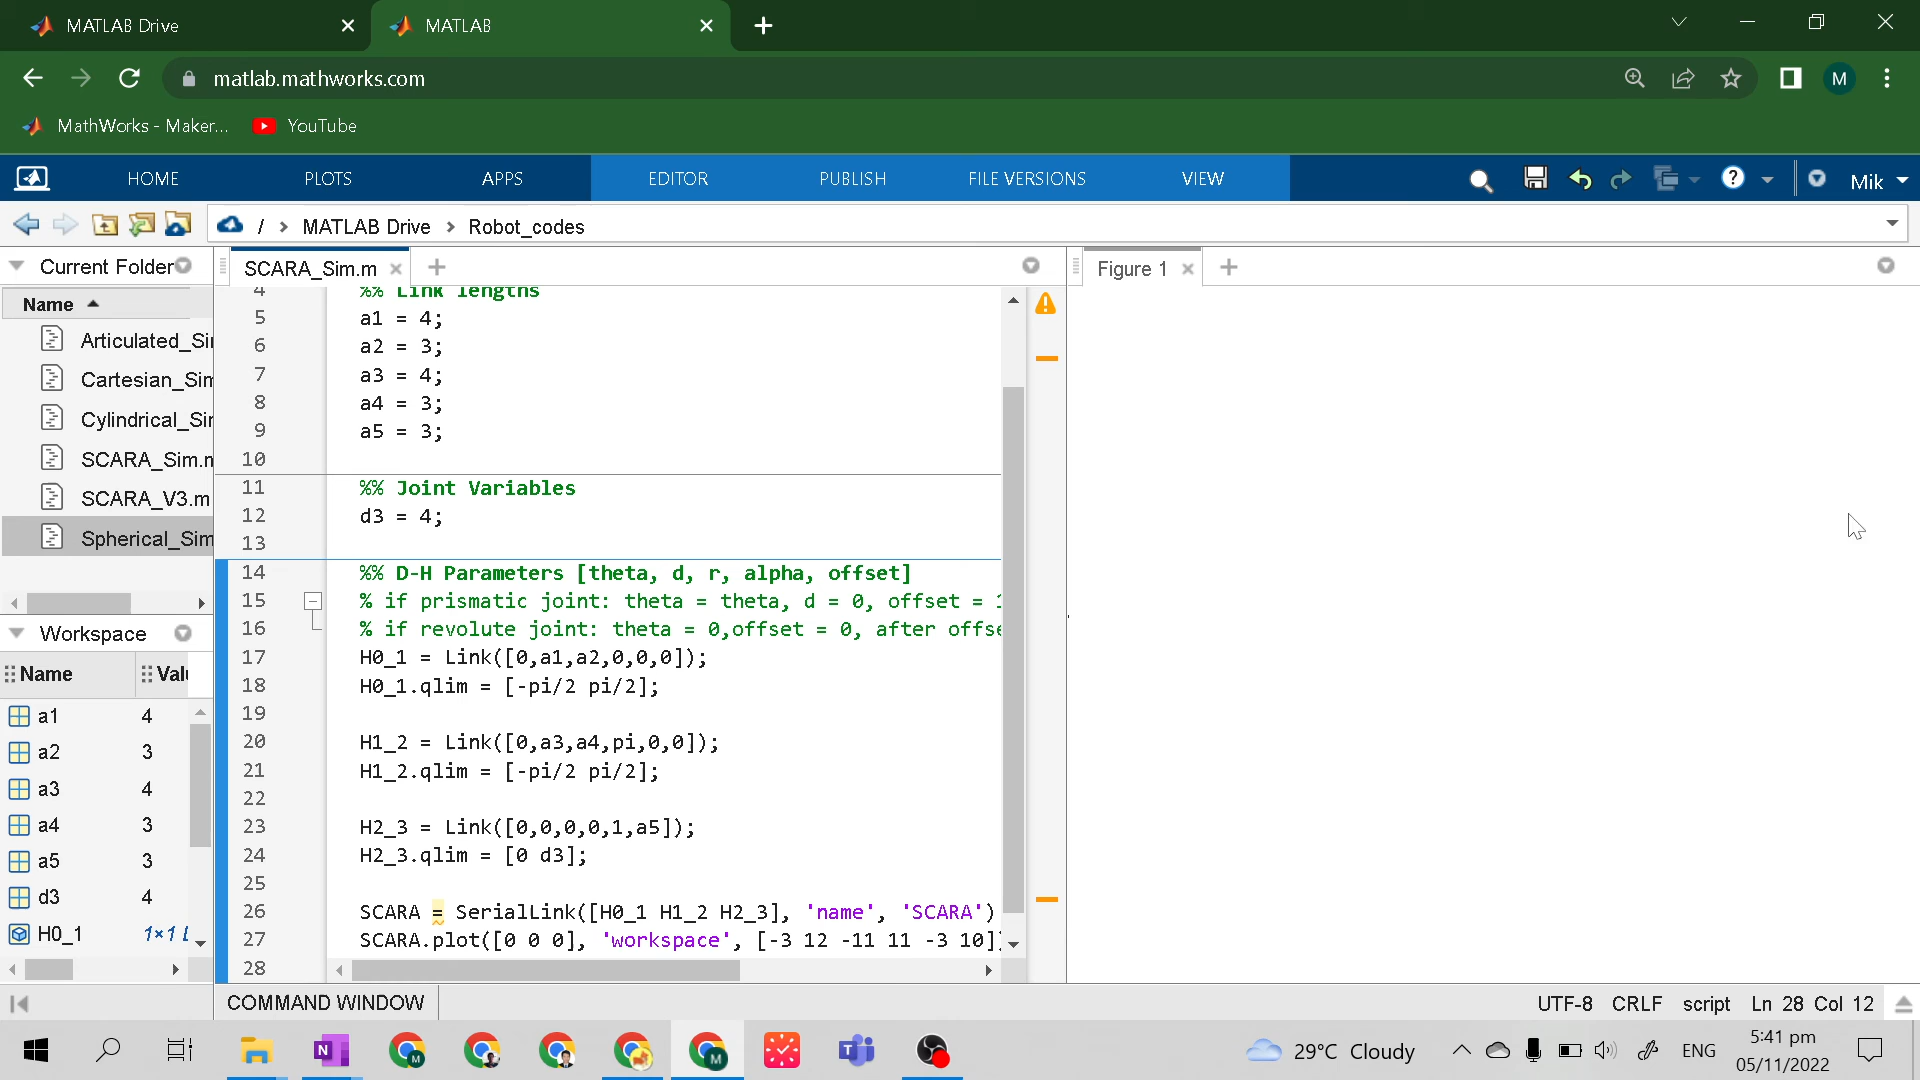 MATLAB Drive
MATLAB
matlab.mathworks.com
M
MathWorks - Maker...
YouTube
HOME
PLOTS
APPS
EDITOR
PUBLISH
FILE VERSIONS
VIEW
Mik
/ > MATLAB Drive > Robot_codes
Current Folder
Name
Articulated_Si
Cartesian_Sim
Cylindrical_Si
SCARA_Sim.m
SCARA_V3.m
Spherical_Sim
Workspace
Name
Valu
a1 4
a2 3
a3 4
a4 3
a5 3
d3 4
H0_1 1×1 L
SCARA_Sim.m
4 %% Link lengths
5 a1 = 4;
6 a2 = 3;
7 a3 = 4;
8 a4 = 3;
9 a5 = 3;
10
11 %% Joint Variables
12 d3 = 4;
13
14 %% D-H Parameters [theta, d, r, alpha, offset]
15 % if prismatic joint: theta = theta, d = 0, offset = 1
16 % if revolute joint: theta = 0,offset = 0, after offse
17 H0_1 = Link([0,a1,a2,0,0,0]);
18 H0_1.qlim = [-pi/2 pi/2];
19
20 H1_2 = Link([0,a3,a4,pi,0,0]);
21 H1_2.qlim = [-pi/2 pi/2];
22
23 H2_3 = Link([0,0,0,0,1,a5]);
24 H2_3.qlim = [0 d3];
25
26 SCARA = SerialLink([H0_1 H1_2 H2_3], 'name', 'SCARA')
27 SCARA.plot([0 0 0], 'workspace', [-3 12 -11 11 -3 10])
28
Figure 1
COMMAND WINDOW
UTF-8 CRLF script Ln 28 Col 12
29°C Cloudy
ENG
5:41 pm
05/11/2022